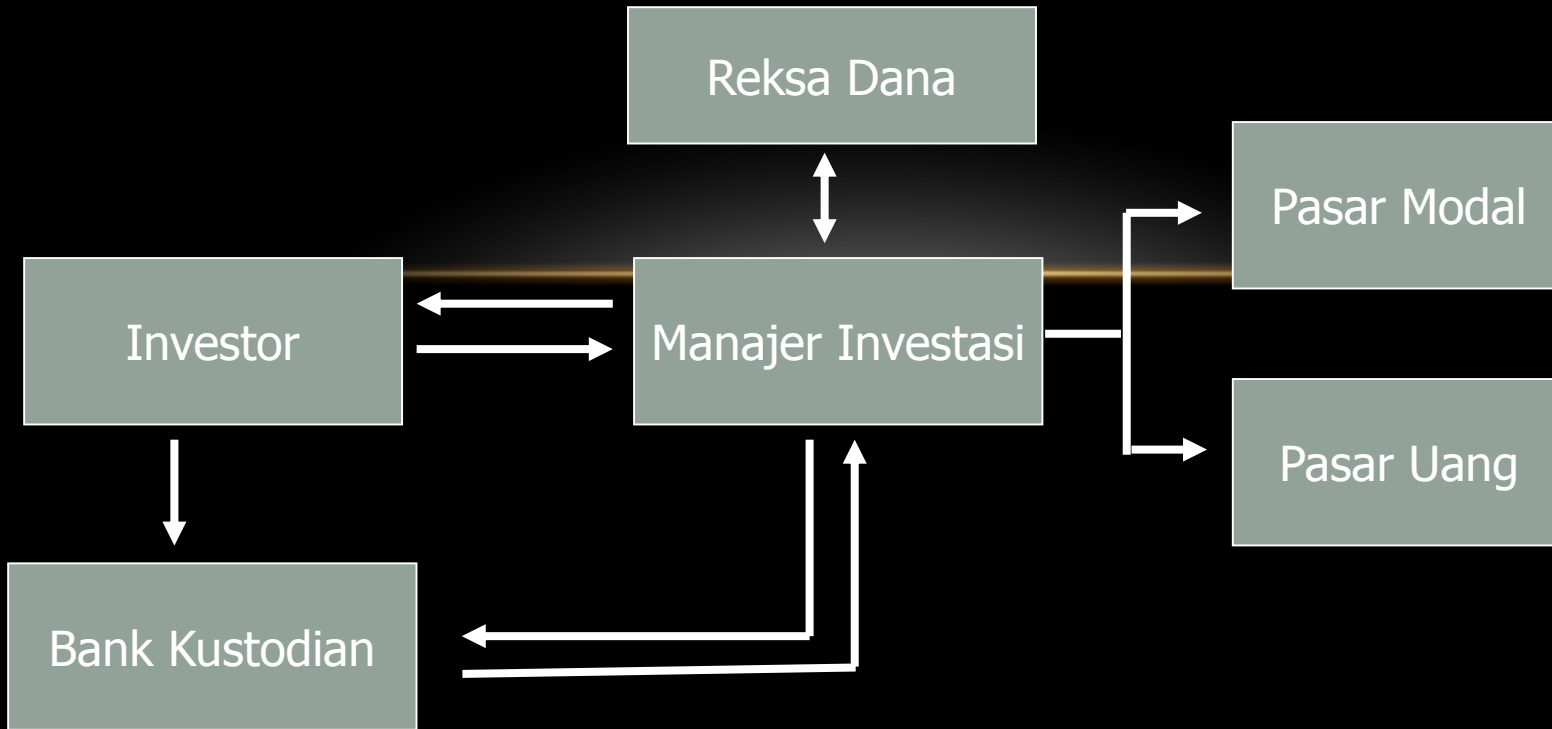 Reksa Dana
Pasar Modal
Investor
Manajer Investasi
Pasar Uang
Bank Kustodian